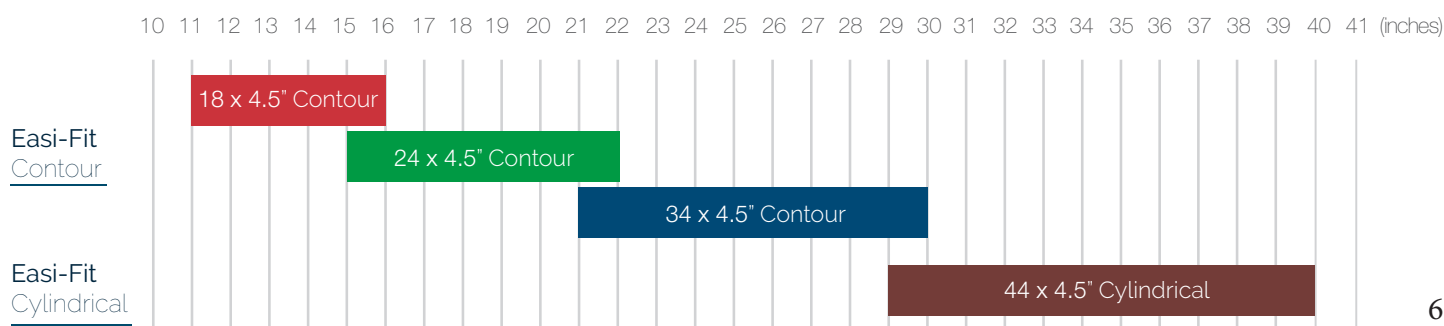 10 11 12 13 14 15 16 17 18 19 20 21 22 23 24 25 26 27 28 29 30 31 32 33 34 35 36 37 38 39 40 41 (inches)
18 x 4.5” Contour
Easi-Fit
Contour
24 x 4.5” Contour
34 x 4.5” Contour
Easi-Fit
Cylindrical
44 x 4.5” Cylindrical
6